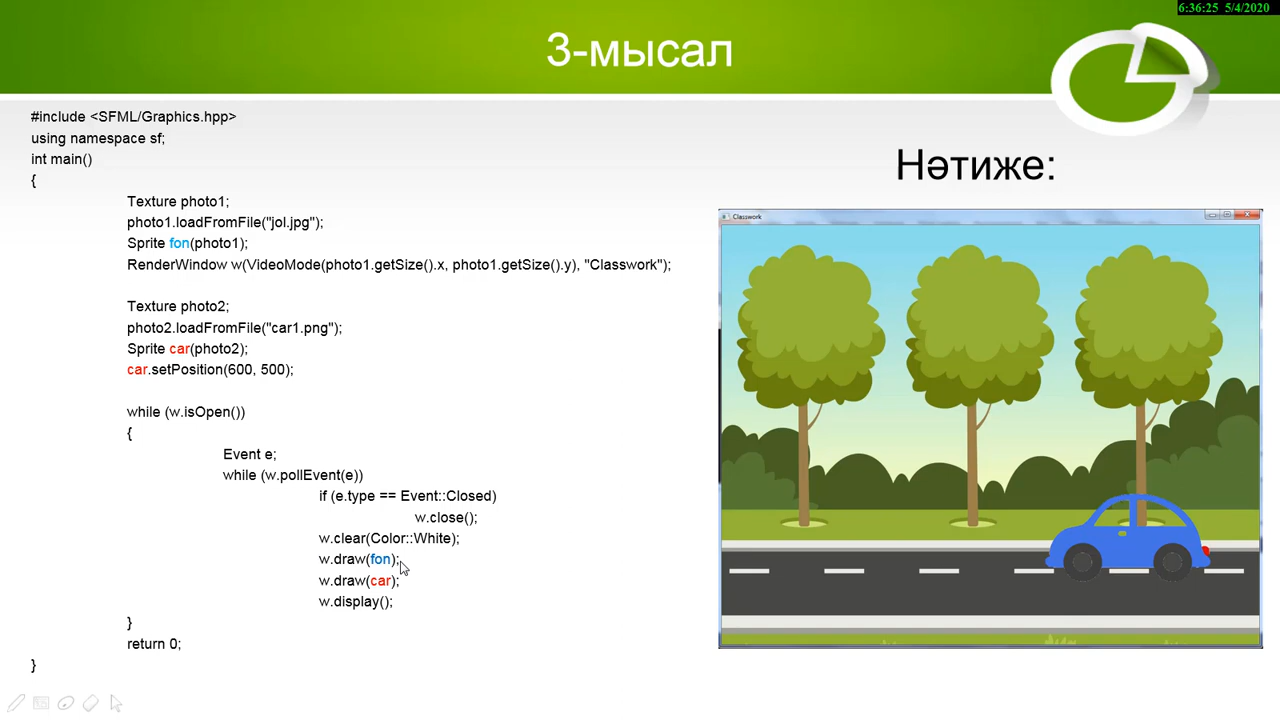 6:36:25 5/4/2020
3-мысал
#include <SFML/Graphics.hpp>
using namespace sf;
int main()
{
Texture photo1;
photo1.loadFromFile("jol.jpg");
Sprite fon(photo1);
RenderWindow w(VideoMode(photo1.getSize().x, photo1.getSize().y), "Classwork");
Texture photo2;
photo2.loadFromFile("car1.png");
Sprite car(photo2);
car.setPosition(600, 500);
while (w.isOpen())
{
Event e;
while (w.pollEvent(e))
if (e.type == Event::Closed)
w.close();
w.clear(Color::White);
w.draw(fon);
w.draw(car);
w.display();
}
return 0;
}
Нәтиже:
Classwork